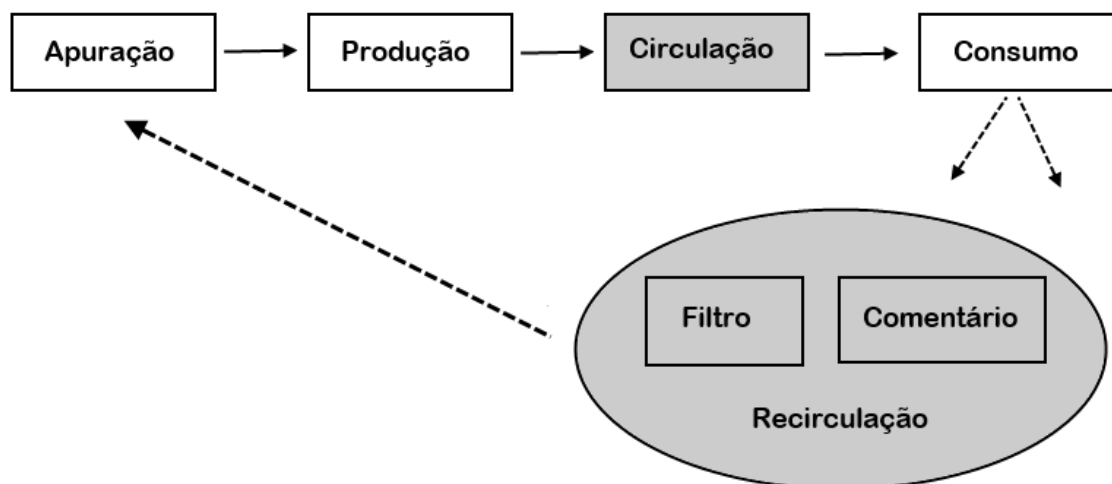 Apuração
Produção
Circulação
Consumo
Filtro
Comentário
Recirculação